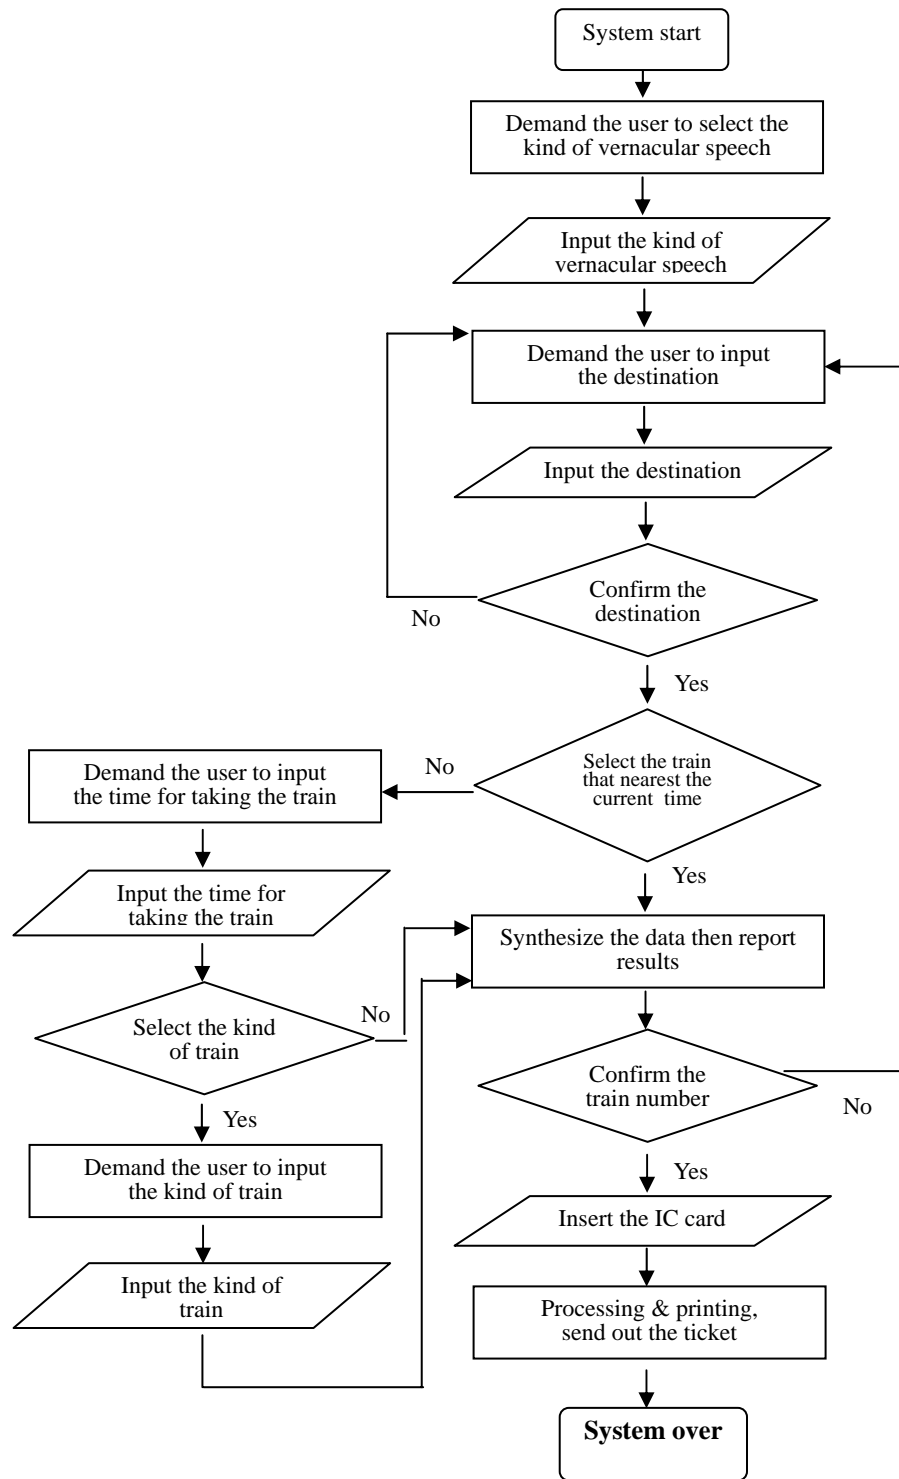 System start
Demand the user to select the
kind of vernacular speech
Input the kind of
vernacular speech
Demand the user to input
the destination
Input the destination
Confirm the
destination
No
Yes
Select the train
that nearest the
current time
No
Demand the user to input
the time for taking the train
Input the time for
taking the train
Yes
Synthesize the data then report
results
Select the kind
of train
No
Confirm the
train number
No
Yes
Demand the user to input
the kind of train
Yes
Insert the IC card
Input the kind of
train
Processing & printing,
send out the ticket
System over